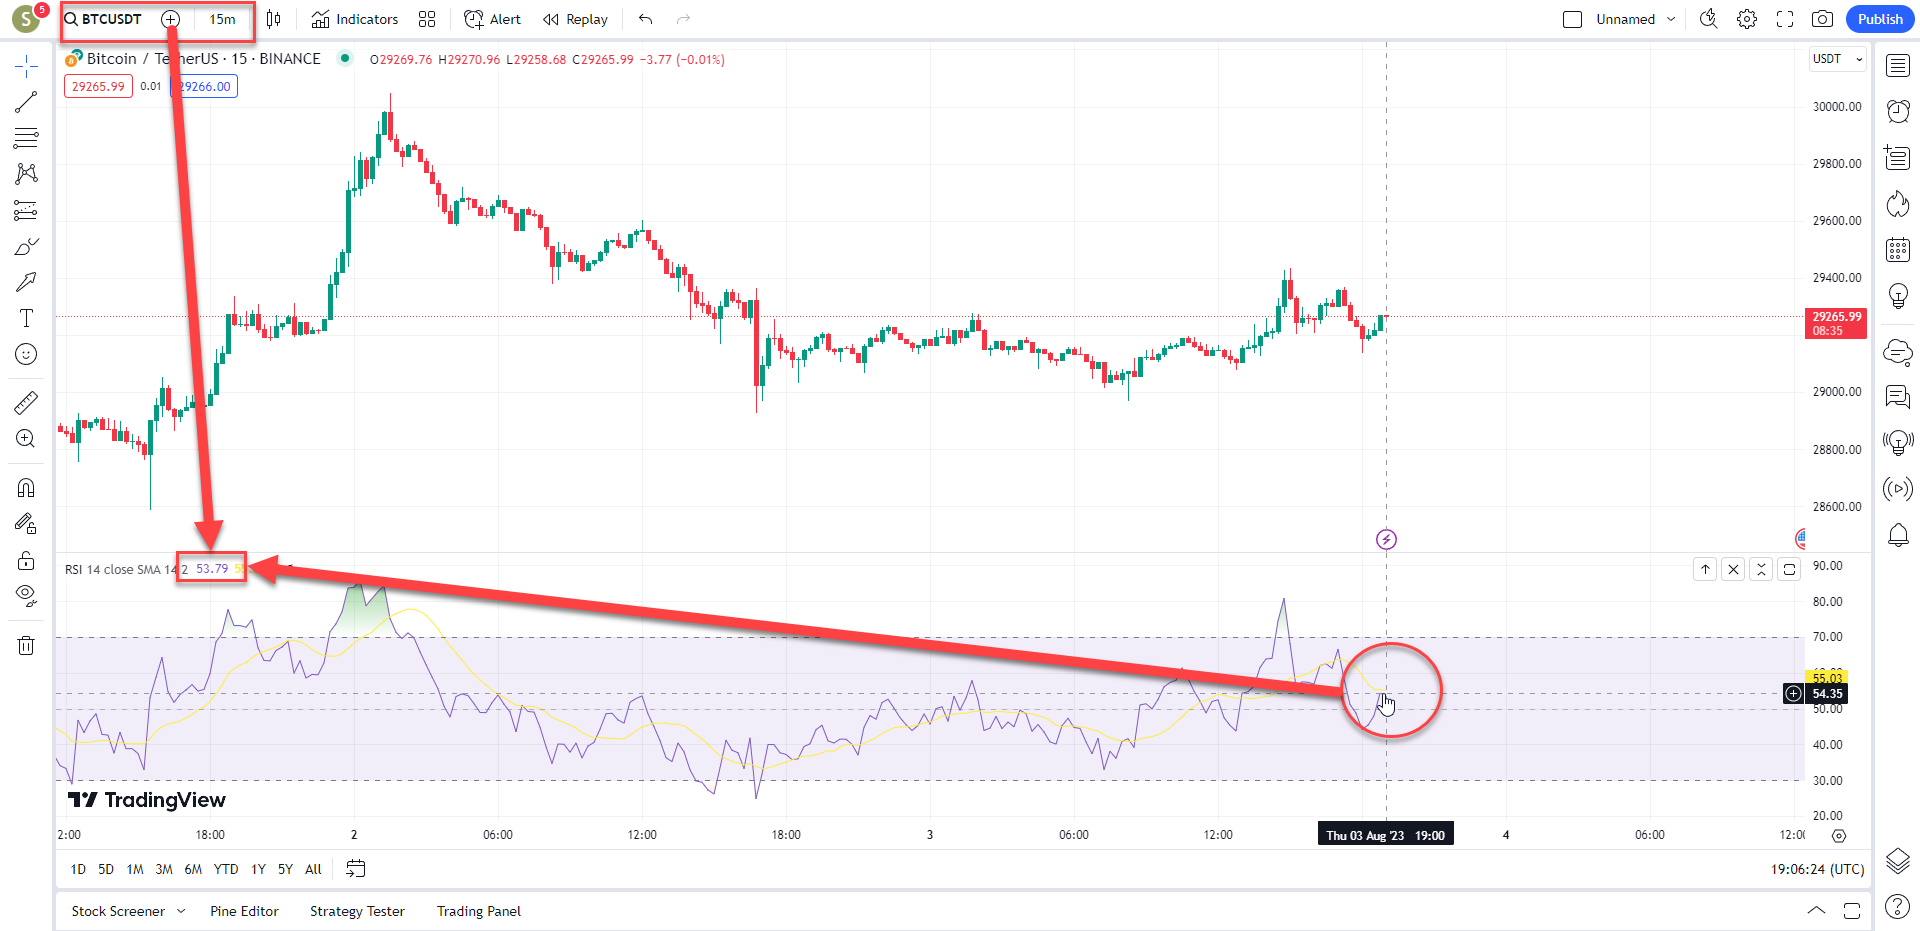 S 5 BTCUSDT 15m Indicators Alert Replay Unnamed Publish
Bitcoin / TetherUS · 15 · BINANCE O29269.76 H29270.96 L29258.68 C29265.99 −3.77 (−0.01%) USDT
29265.99 0.01 29266.00
30000.00
29800.00
29600.00
29400.00
29265.99
08:35
29000.00
28800.00
28600.00
RSI 14 close SMA 14 2 53.79
90.00
80.00
70.00
55.03
54.35
50.00
40.00
30.00
20.00
TradingView
2:00 18:00 2 06:00 12:00 18:00 3 06:00 12:00 Thu 03 Aug '23 19:00 4 06:00 12:0
1D 5D 1M 3M 6M YTD 1Y 5Y All 19:06:24 (UTC)
Stock Screener Pine Editor Strategy Tester Trading Panel